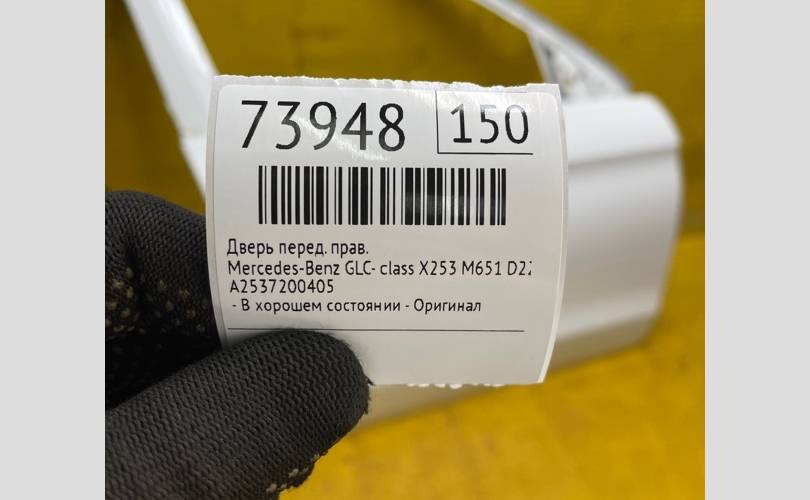 73948 150
Дверь перед. прав.
Mercedes-Benz GLC- class X253 M651 D22
A2537200405
- В хорошем состоянии - Оригинал